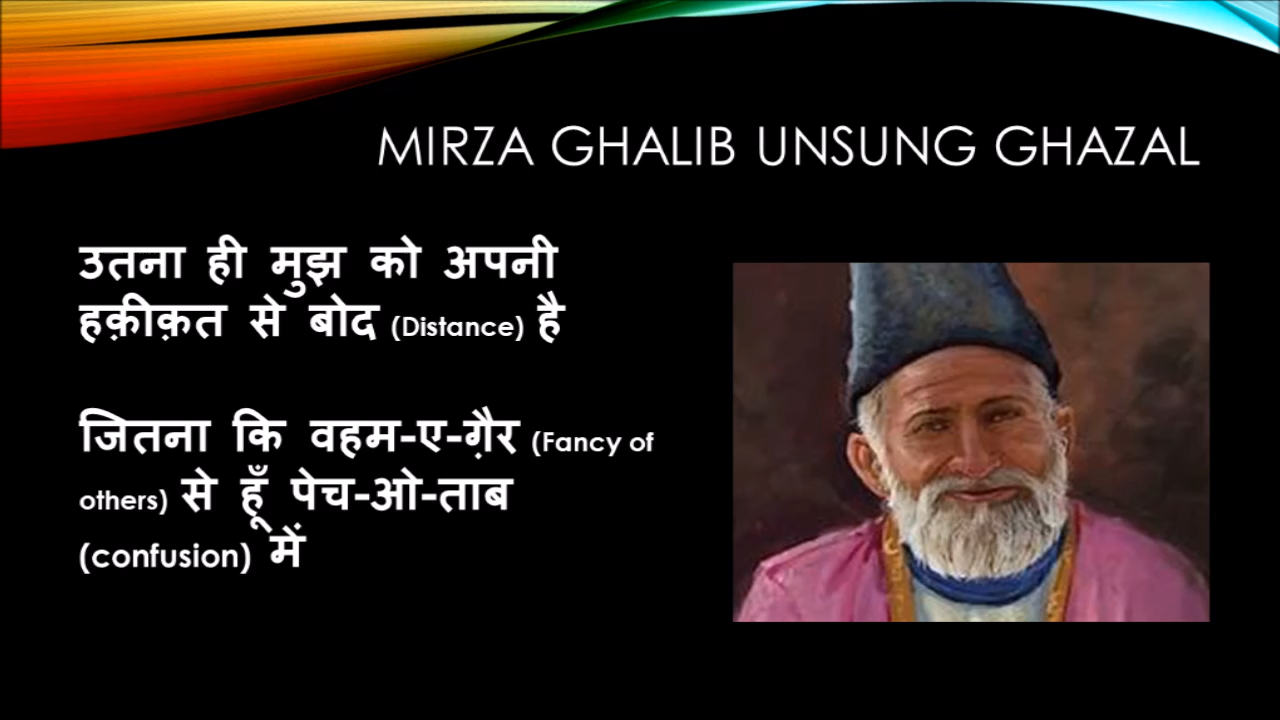 MIRZA GHALIB UNSUNG GHAZAL
उतना ही मुझ को अपनी
हक़ीक़त से बोद (Distance) है
जितना कि वहम-ए-ग़ैर (Fancy of
others) से हूँ पेच-ओ-ताब
(confusion) में